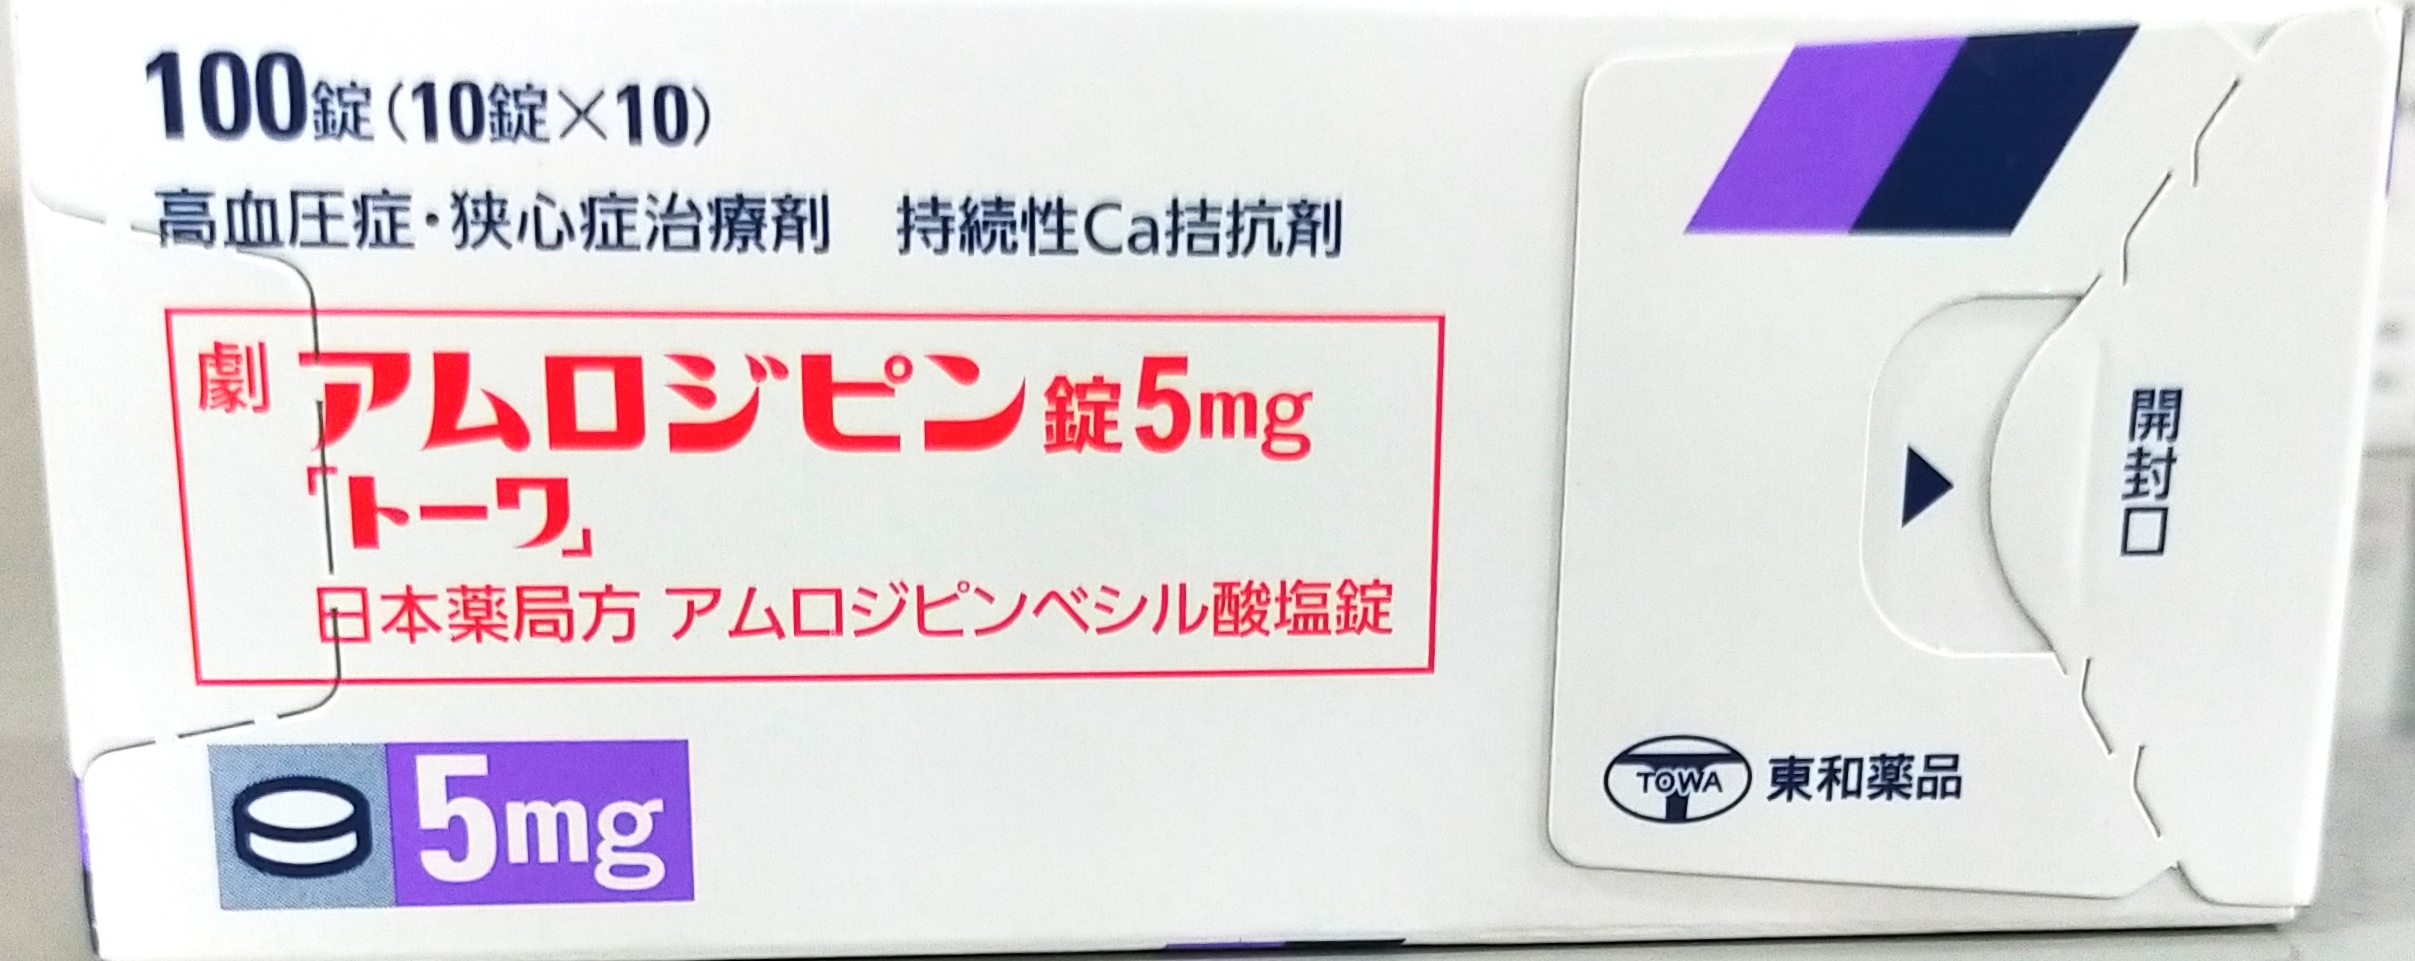 100錠(10錠×10)
高血圧症・狭心症治療剤　持続性Ca拮抗剤
劇 アムロジピン錠5mg
「トーワ」
日本薬局方 アムロジピンベシル酸塩錠
5mg
開封口
TOWA 東和薬品